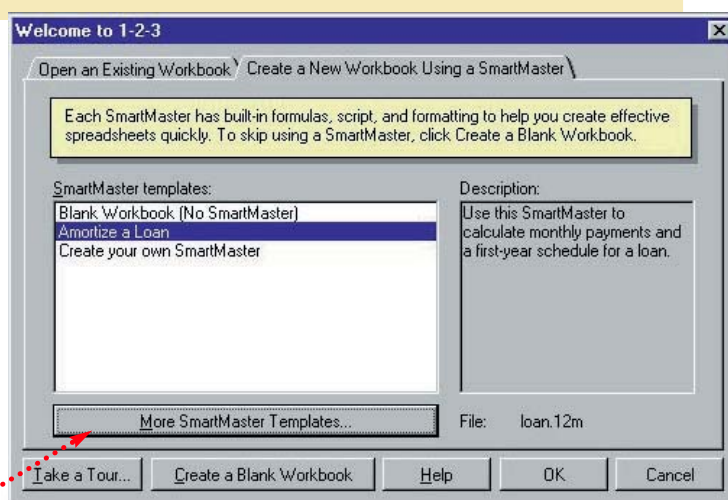 Welcome to 1-2-3
Open an Existing Workbook Create a New Workbook Using a SmartMaster
Each SmartMaster has built-in formulas, script, and formatting to help you create effective
spreadsheets quickly. To skip using a SmartMaster, click Create a Blank Workbook.
SmartMaster templates:
Blank Workbook (No SmartMaster)
Amortize a Loan
Create your own SmartMaster
Description:
Use this SmartMaster to
calculate monthly payments and
a first-year schedule for a loan.
More SmartMaster Templates...
File: loan.12m
Take a Tour... Create a Blank Workbook Help OK Cancel